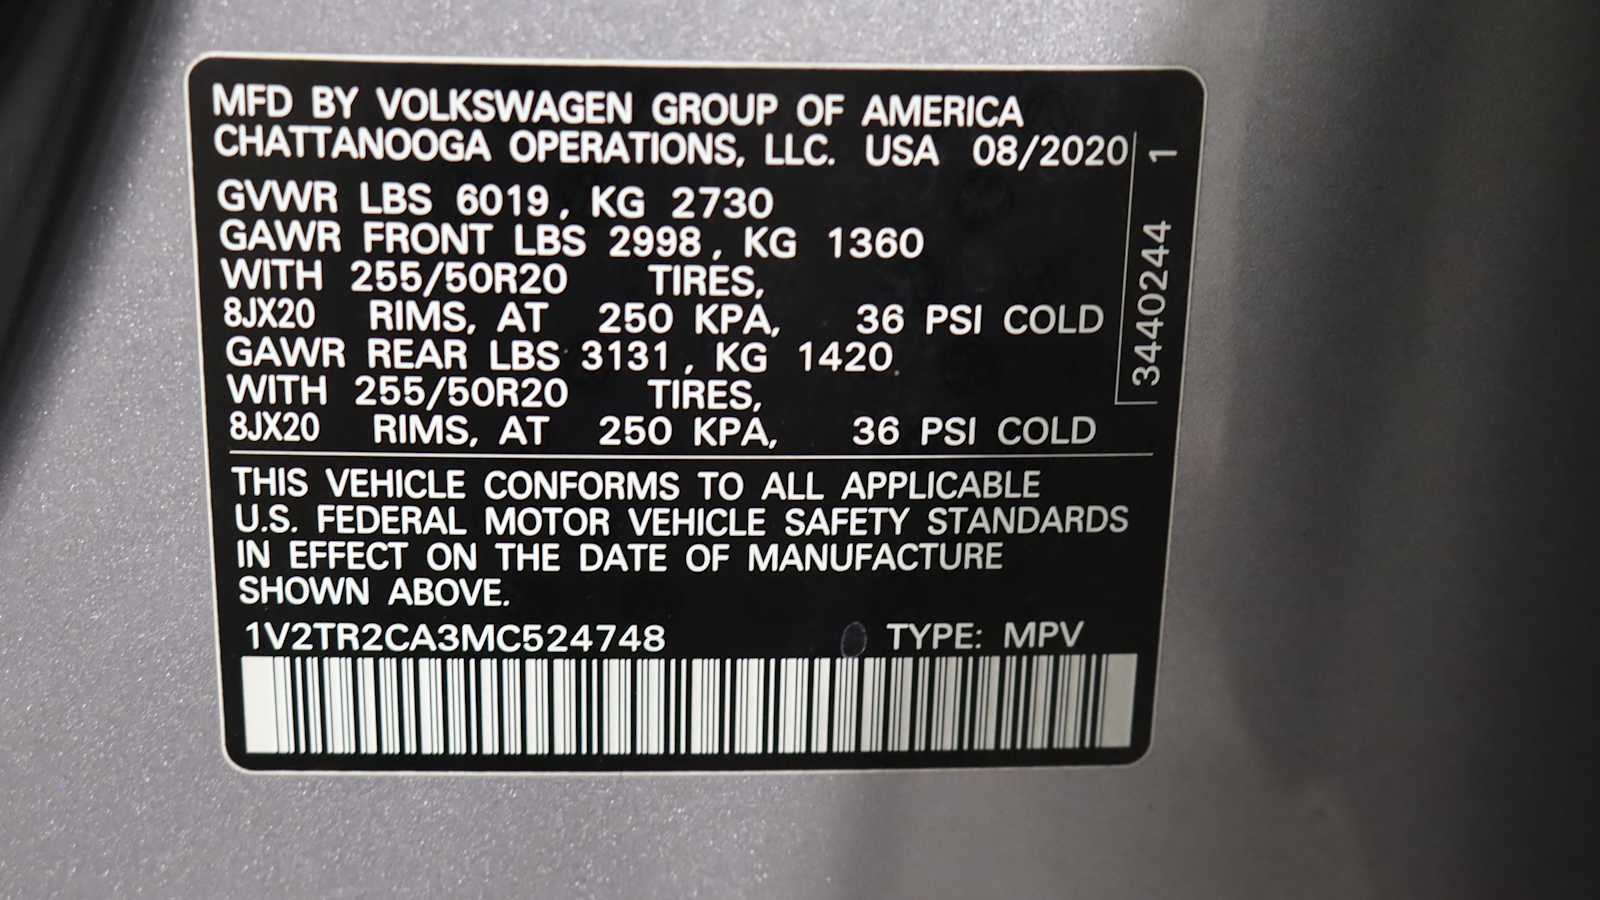 MFD BY VOLKSWAGEN GROUP OF AMERICA
CHATTANOOGA OPERATIONS, LLC. USA 08/2020
GVWR LBS 6019, KG 2730
GAWR FRONT LBS 2998, KG 1360
WITH 255/50R20 TIRES,
8JX20 RIMS, AT 250 KPA, 36 PSI COLD
GAWR REAR LBS 3131, KG 1420
WITH 255/50R20 TIRES,
8JX20 RIMS, AT 250 KPA, 36 PSI COLD
3440244 1
THIS VEHICLE CONFORMS TO ALL APPLICABLE
U.S. FEDERAL MOTOR VEHICLE SAFETY STANDARDS
IN EFFECT ON THE DATE OF MANUFACTURE
SHOWN ABOVE.
1V2TR2CA3MC524748 TYPE: MPV